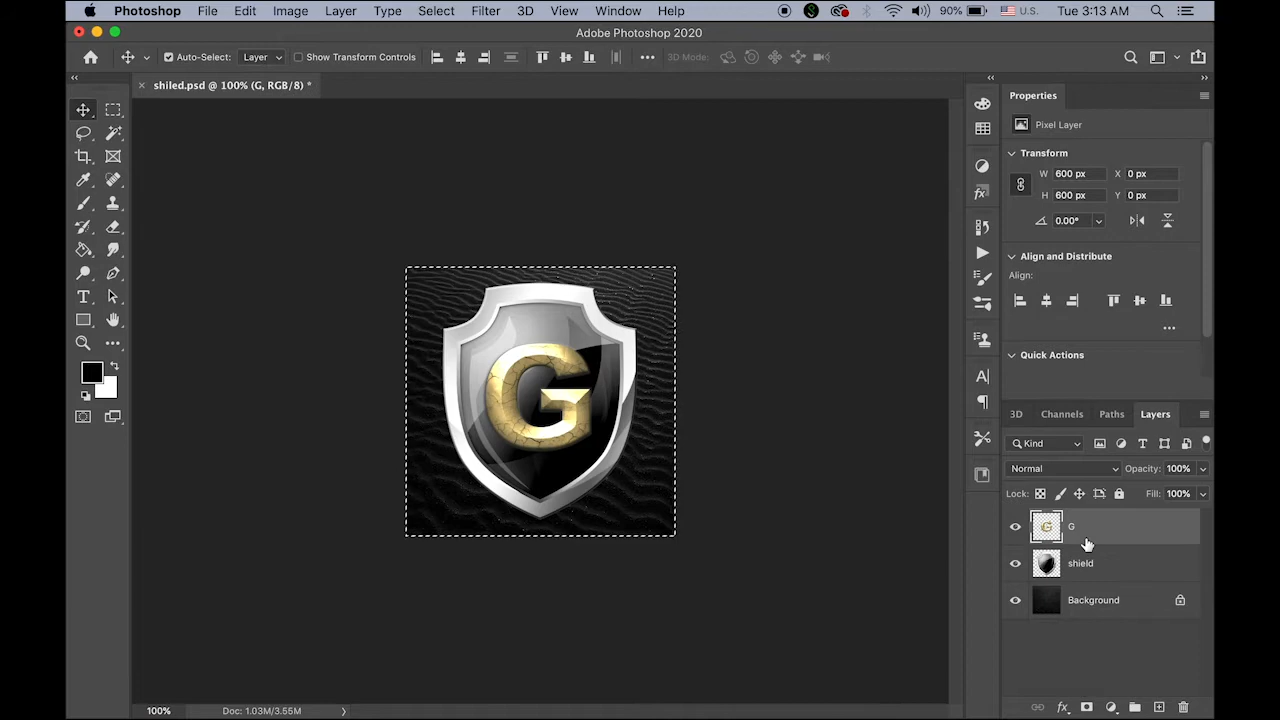 Photoshop File Edit Image Layer Type Select Filter 3D View Window Help 90% U.S. Tue 3:13 AM
Adobe Photoshop 2020
Auto-Select: Layer Show Transform Controls 3D Mode:
shiled.psd @ 100% (G, RGB/8) *
Properties
Pixel Layer
Transform
W 600 px X 0 px
H 600 px Y 0 px
0.00°
Align and Distribute
Align:
Quick Actions
3D Channels Paths Layers
Kind
Normal Opacity: 100%
Lock: Fill: 100%
G
G
shield
Background
100% Doc: 1.03M/3.55M